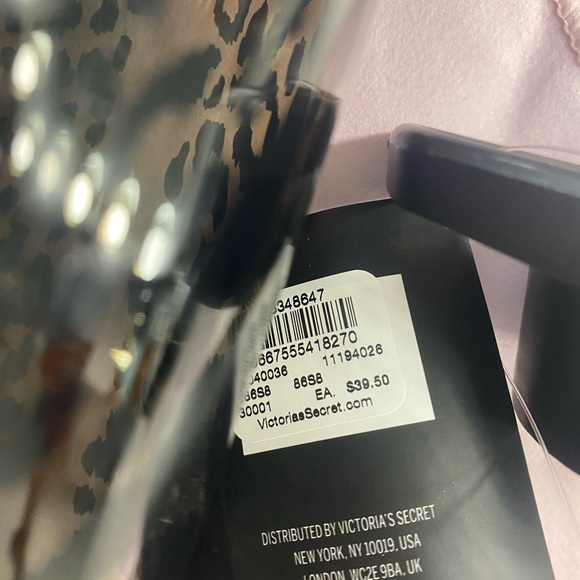 348647
667555418270
40036 11194026
86S8 86S8
30001 EA. $39.50
VictoriasSecret.com
DISTRIBUTED BY VICTORIA'S SECRET
NEW YORK, NY 10019, USA
LONDON, WC2E 9BA, UK